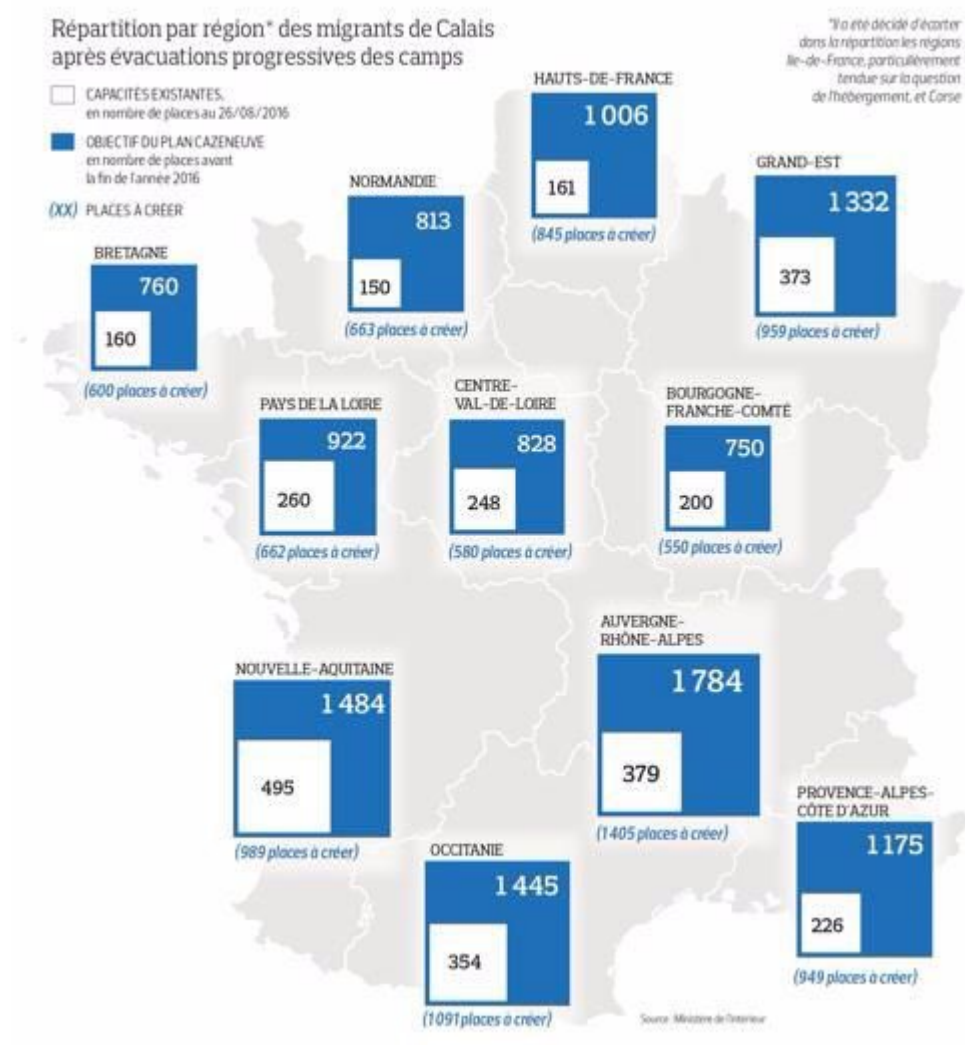 Répartition par région* des migrants de Calais
après évacuations progressives des camps
CAPACITÉS EXISTANTES,
en nombre de places au 26/08/2016
OBJECTIF DU PLAN CAZENEUVE
en nombre de places avant
la fin de l'année 2016
(XX) PLACES À CRÉER
*Il a été décidé d'écarter
dans la répartition les régions
Ile-de-France, particulièrement
tendue sur la question
de l'hébergement, et Corse
HAUTS-DE-FRANCE
1 006
161
(845 places à créer)
GRAND-EST
1 332
373
(959 places à créer)
NORMANDIE
813
150
(663 places à créer)
BRETAGNE
760
160
(600 places à créer)
PAYS DE LA LOIRE
922
260
(662 places à créer)
CENTRE-
VAL-DE-LOIRE
828
248
(580 places à créer)
BOURGOGNE-
FRANCHE-COMTÉ
750
200
(550 places à créer)
AUVERGNE-
RHÔNE-ALPES
1 784
379
(1405 places à créer)
NOUVELLE-AQUITAINE
1 484
495
(989 places à créer)
PROVENCE-ALPES-
CÔTE D'AZUR
1 175
226
(949 places à créer)
OCCITANIE
1 445
354
(1091 places à créer)
Source : Ministère de l'Interieur